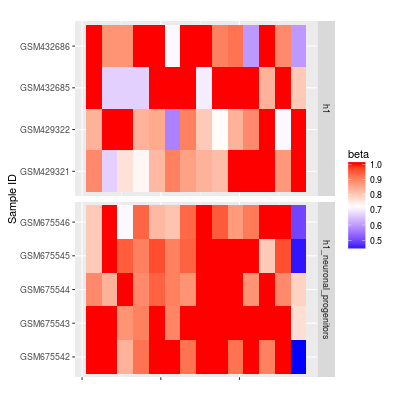 Sample ID
GSM432686
GSM432685
GSM429322
GSM429321
h1
GSM675546
GSM675545
GSM675544
GSM675543
GSM675542
h1_neuronal_progenitors
beta
1.0
0.9
0.8
0.7
0.6
0.5